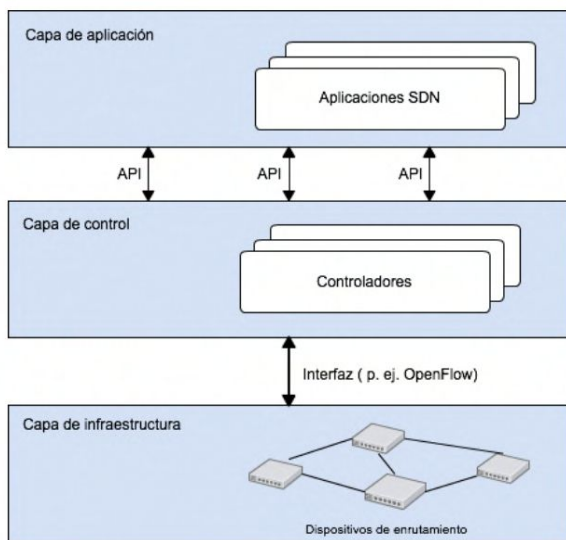 Capa de aplicación
Aplicaciones SDN
API
API
API
Capa de control
Controladores
Interfaz ( p. ej. OpenFlow)
Capa de infraestructura
Dispositivos de enrutamiento